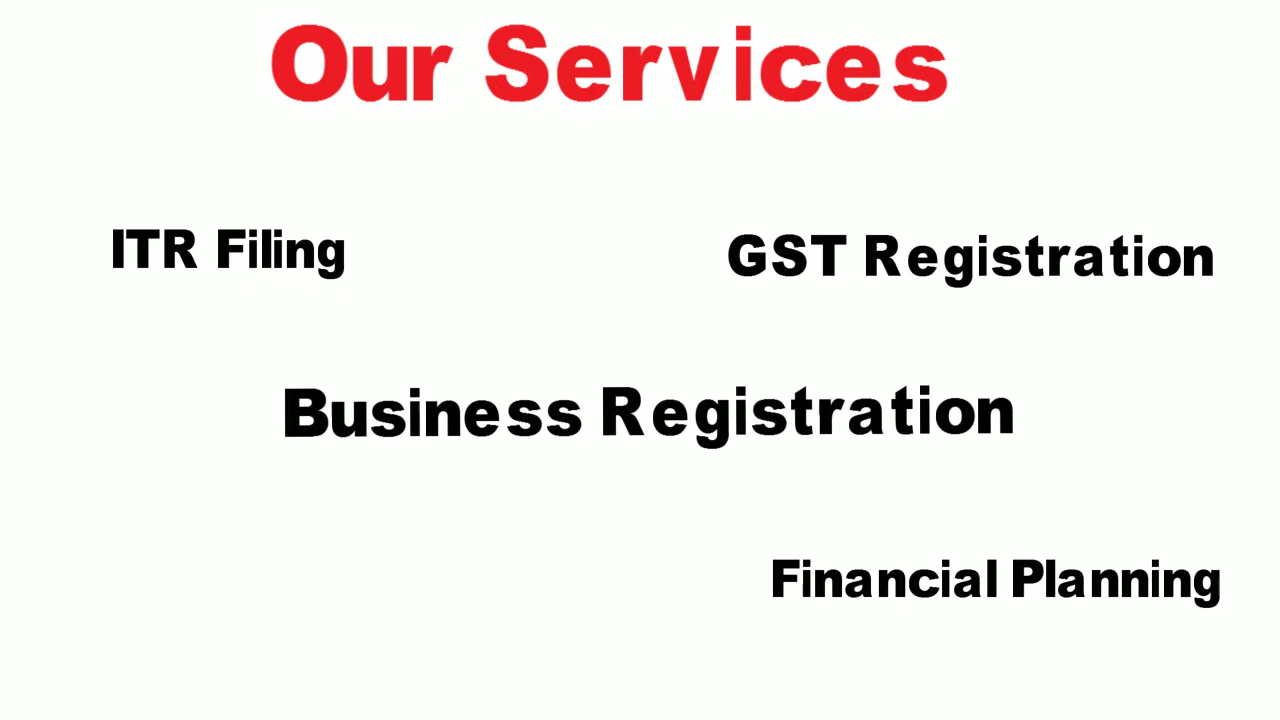 Our Services
ITR Filing
GST Registration
Business Registration
Financial Planning